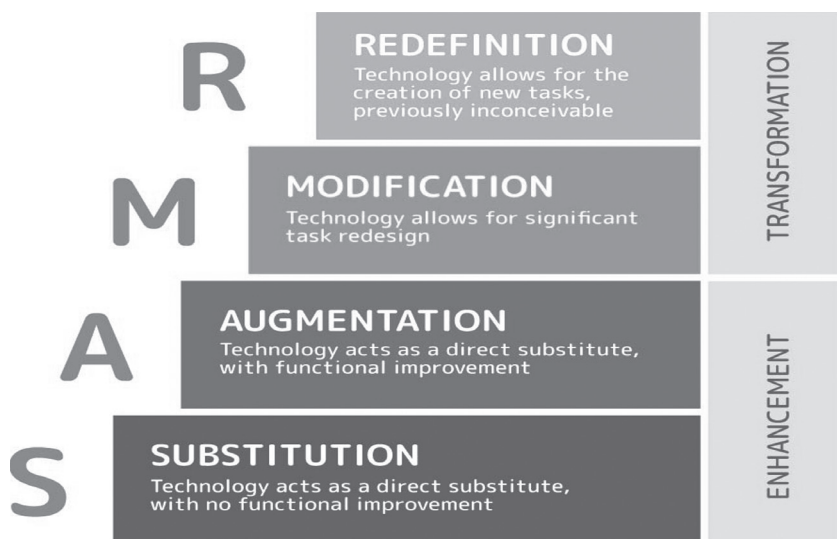 R
REDEFINITION
Technology allows for the
creation of new tasks,
previously inconceivable
TRANSFORMATION
M
MODIFICATION
Technology allows for significant
task redesign
A
AUGMENTATION
Technology acts as a direct substitute,
with functional improvement
ENHANCEMENT
S
SUBSTITUTION
Technology acts as a direct substitute,
with no functional improvement